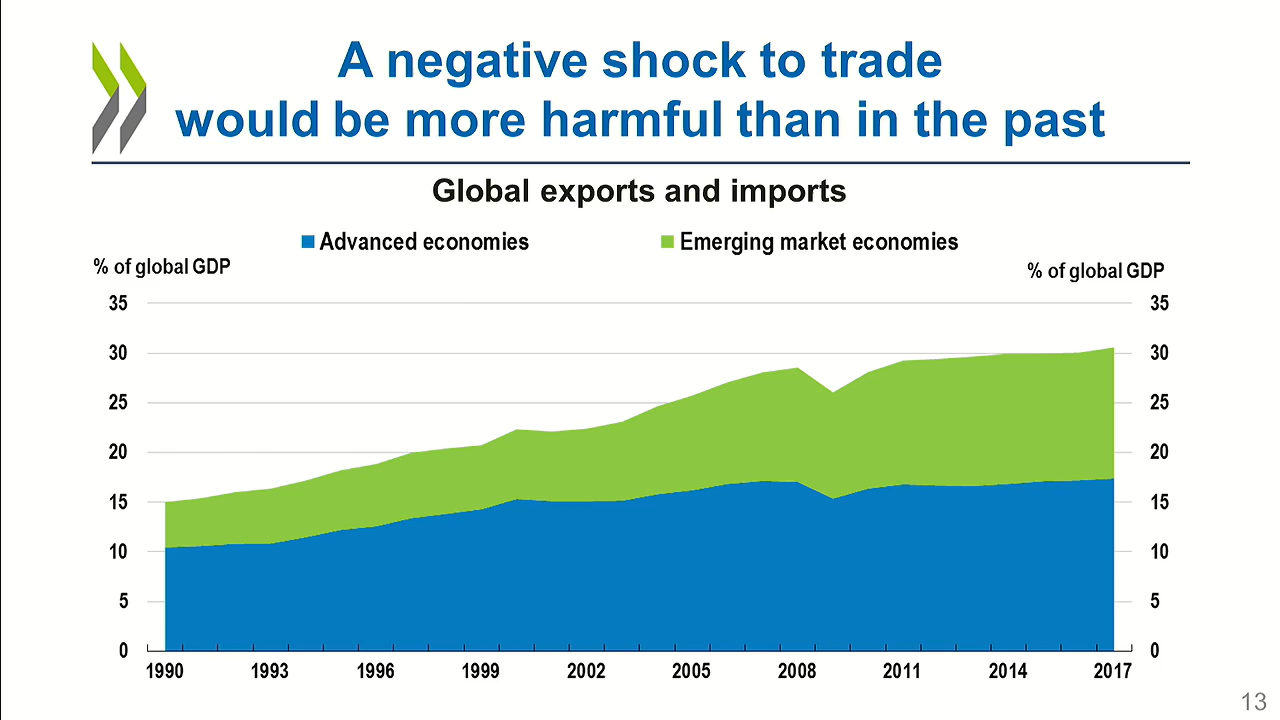 A negative shock to trade
would be more harmful than in the past
Global exports and imports
Advanced economies Emerging market economies
% of global GDP % of global GDP
35 35
30 30
25 25
20 20
15 15
10 10
5 5
0 0
1990 1993 1996 1999 2002 2005 2008 2011 2014 2017
13